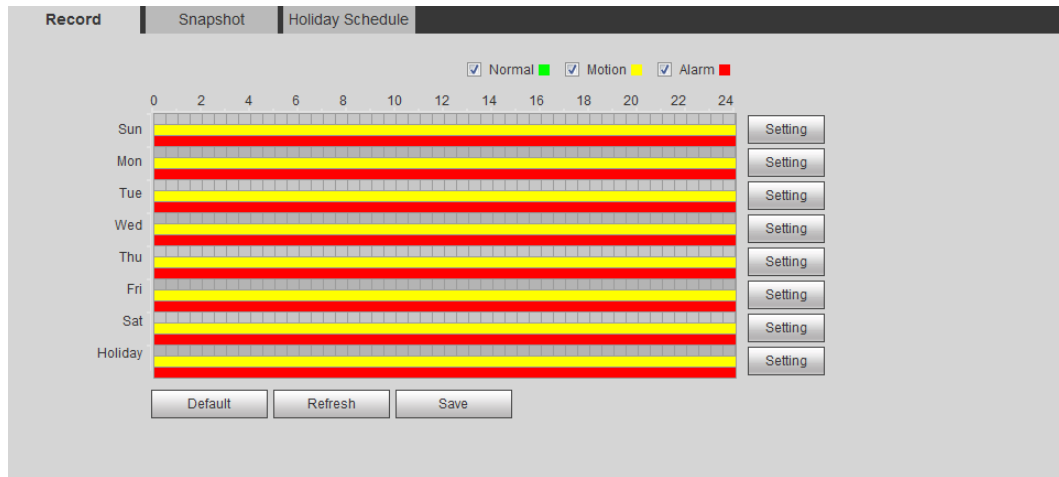 Record Snapshot Holiday Schedule
Normal Motion Alarm
0 2 4 6 8 10 12 14 16 18 20 22 24
Sun Setting
Mon Setting
Tue Setting
Wed Setting
Thu Setting
Fri Setting
Sat Setting
Holiday Setting
Default Refresh Save